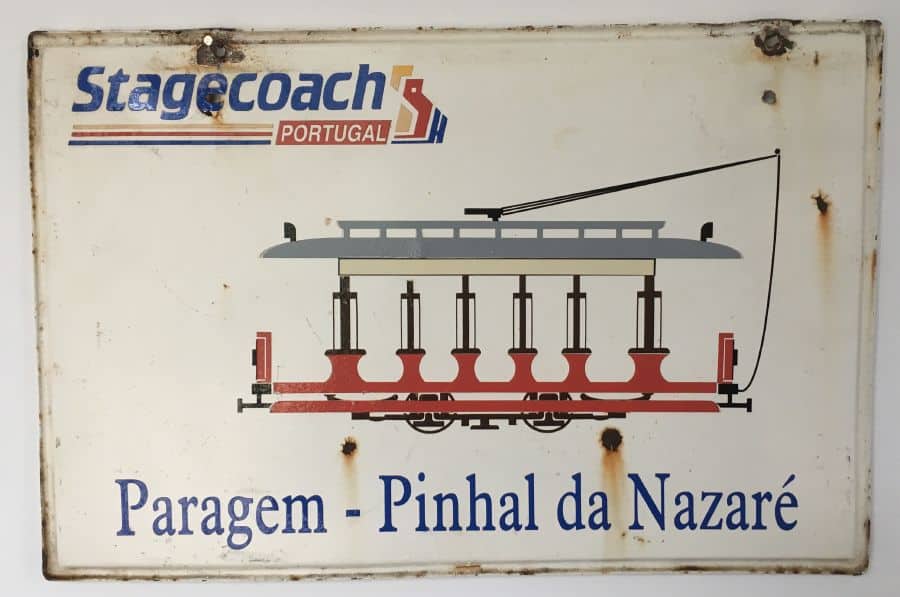 Stagecoach
PORTUGAL
Paragem - Pinhal da Nazaré